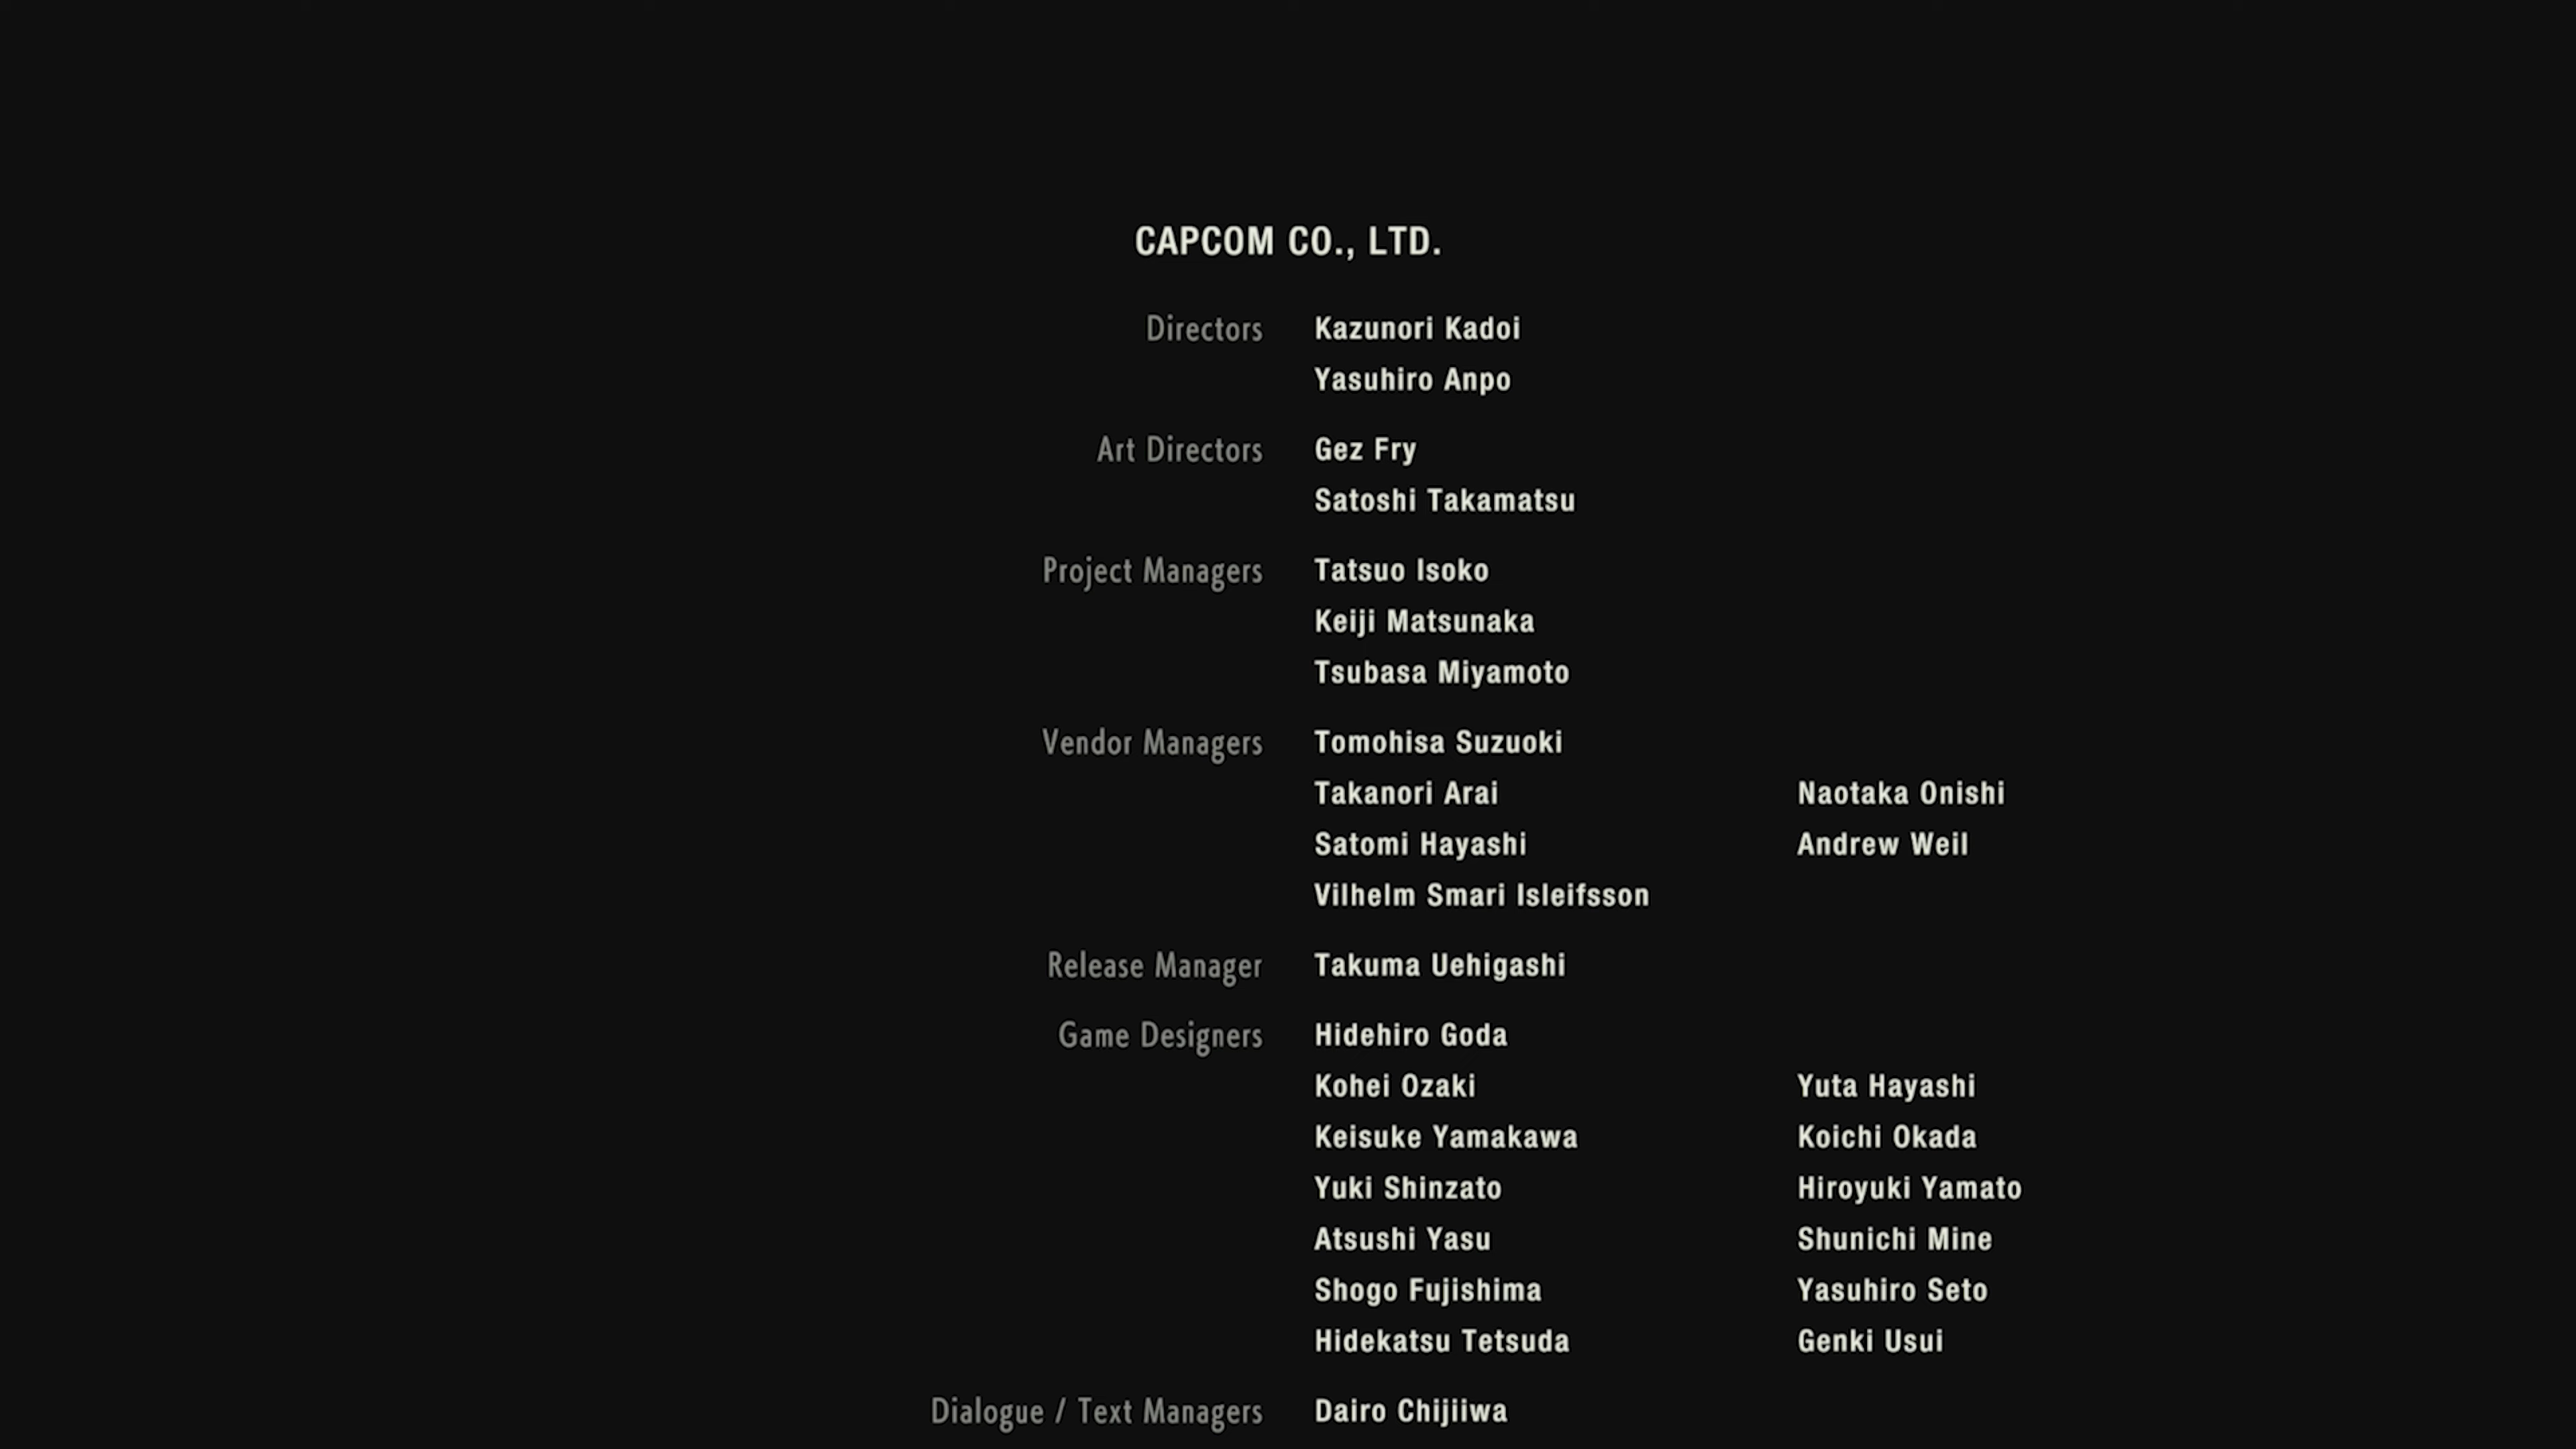 CAPCOM CO., LTD.
Directors Kazunori Kadoi
Yasuhiro Anpo
Art Directors Gez Fry
Satoshi Takamatsu
Project Managers Tatsuo Isoko
Keiji Matsunaka
Tsubasa Miyamoto
Vendor Managers Tomohisa Suzuoki
Takanori Arai Naotaka Onishi
Satomi Hayashi Andrew Weil
Vilhelm Smari Isleifsson
Release Manager Takuma Uehigashi
Game Designers Hidehiro Goda
Kohei Ozaki Yuta Hayashi
Keisuke Yamakawa Koichi Okada
Yuki Shinzato Hiroyuki Yamato
Atsushi Yasu Shunichi Mine
Shogo Fujishima Yasuhiro Seto
Hidekatsu Tetsuda Genki Usui
Dialogue / Text Managers Dairo Chijiiwa